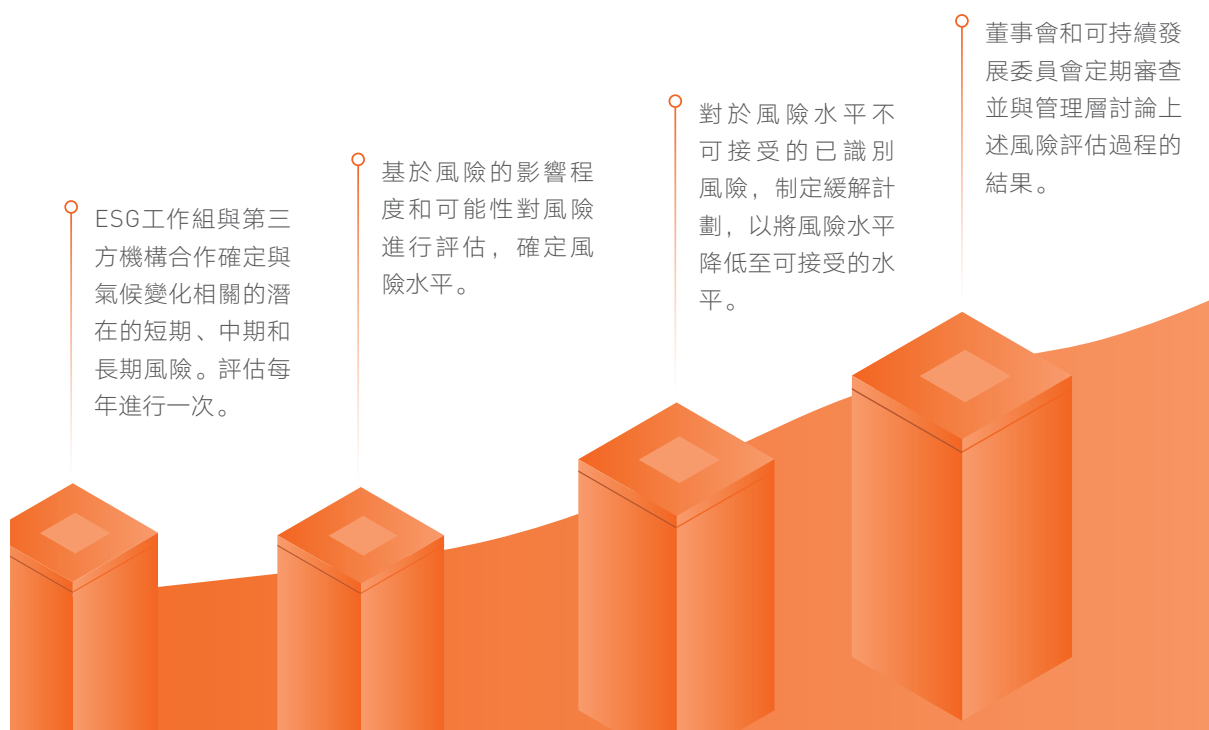 ESG工作組與第三
方機構合作確定與
氣候變化相關的潛
在的短期、中期和
長期風險。評估每
年進行一次。
基於風險的影響程
度和可能性對風險
進行評估，確定風
險水平。
對於風險水平不
可接受的已識別
風險，制定緩解計
劃，以將風險水平
降低至可接受的水
平。
董事會和可持續發
展委員會定期審查
並與管理層討論上
述風險評估過程的
結果。